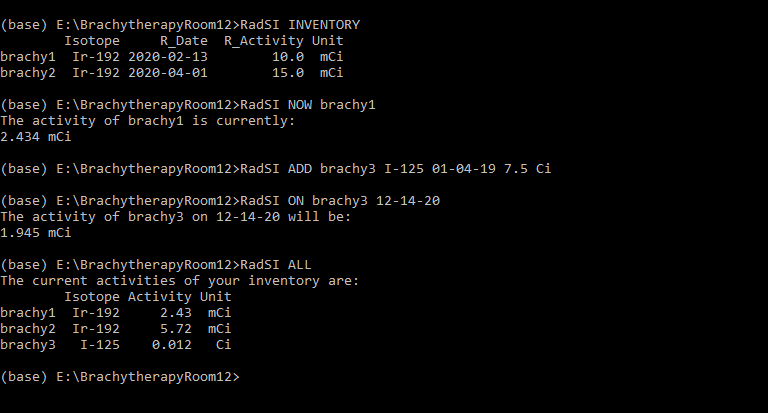 (base) E:\BrachytherapyRoom12>RadSI INVENTORY
        Isotope     R_Date  R_Activity Unit
brachy1  Ir-192 2020-02-13        10.0  mCi
brachy2  Ir-192 2020-04-01        15.0  mCi
(base) E:\BrachytherapyRoom12>RadSI NOW brachy1
The activity of brachy1 is currently:
2.434 mCi
(base) E:\BrachytherapyRoom12>RadSI ADD brachy3 I-125 01-04-19 7.5 Ci
(base) E:\BrachytherapyRoom12>RadSI ON brachy3 12-14-20
The activity of brachy3 on 12-14-20 will be:
1.945 mCi
(base) E:\BrachytherapyRoom12>RadSI ALL
The current activities of your inventory are:
        Isotope Activity Unit
brachy1  Ir-192     2.43  mCi
brachy2  Ir-192     5.72  mCi
brachy3   I-125    0.012   Ci
(base) E:\BrachytherapyRoom12>